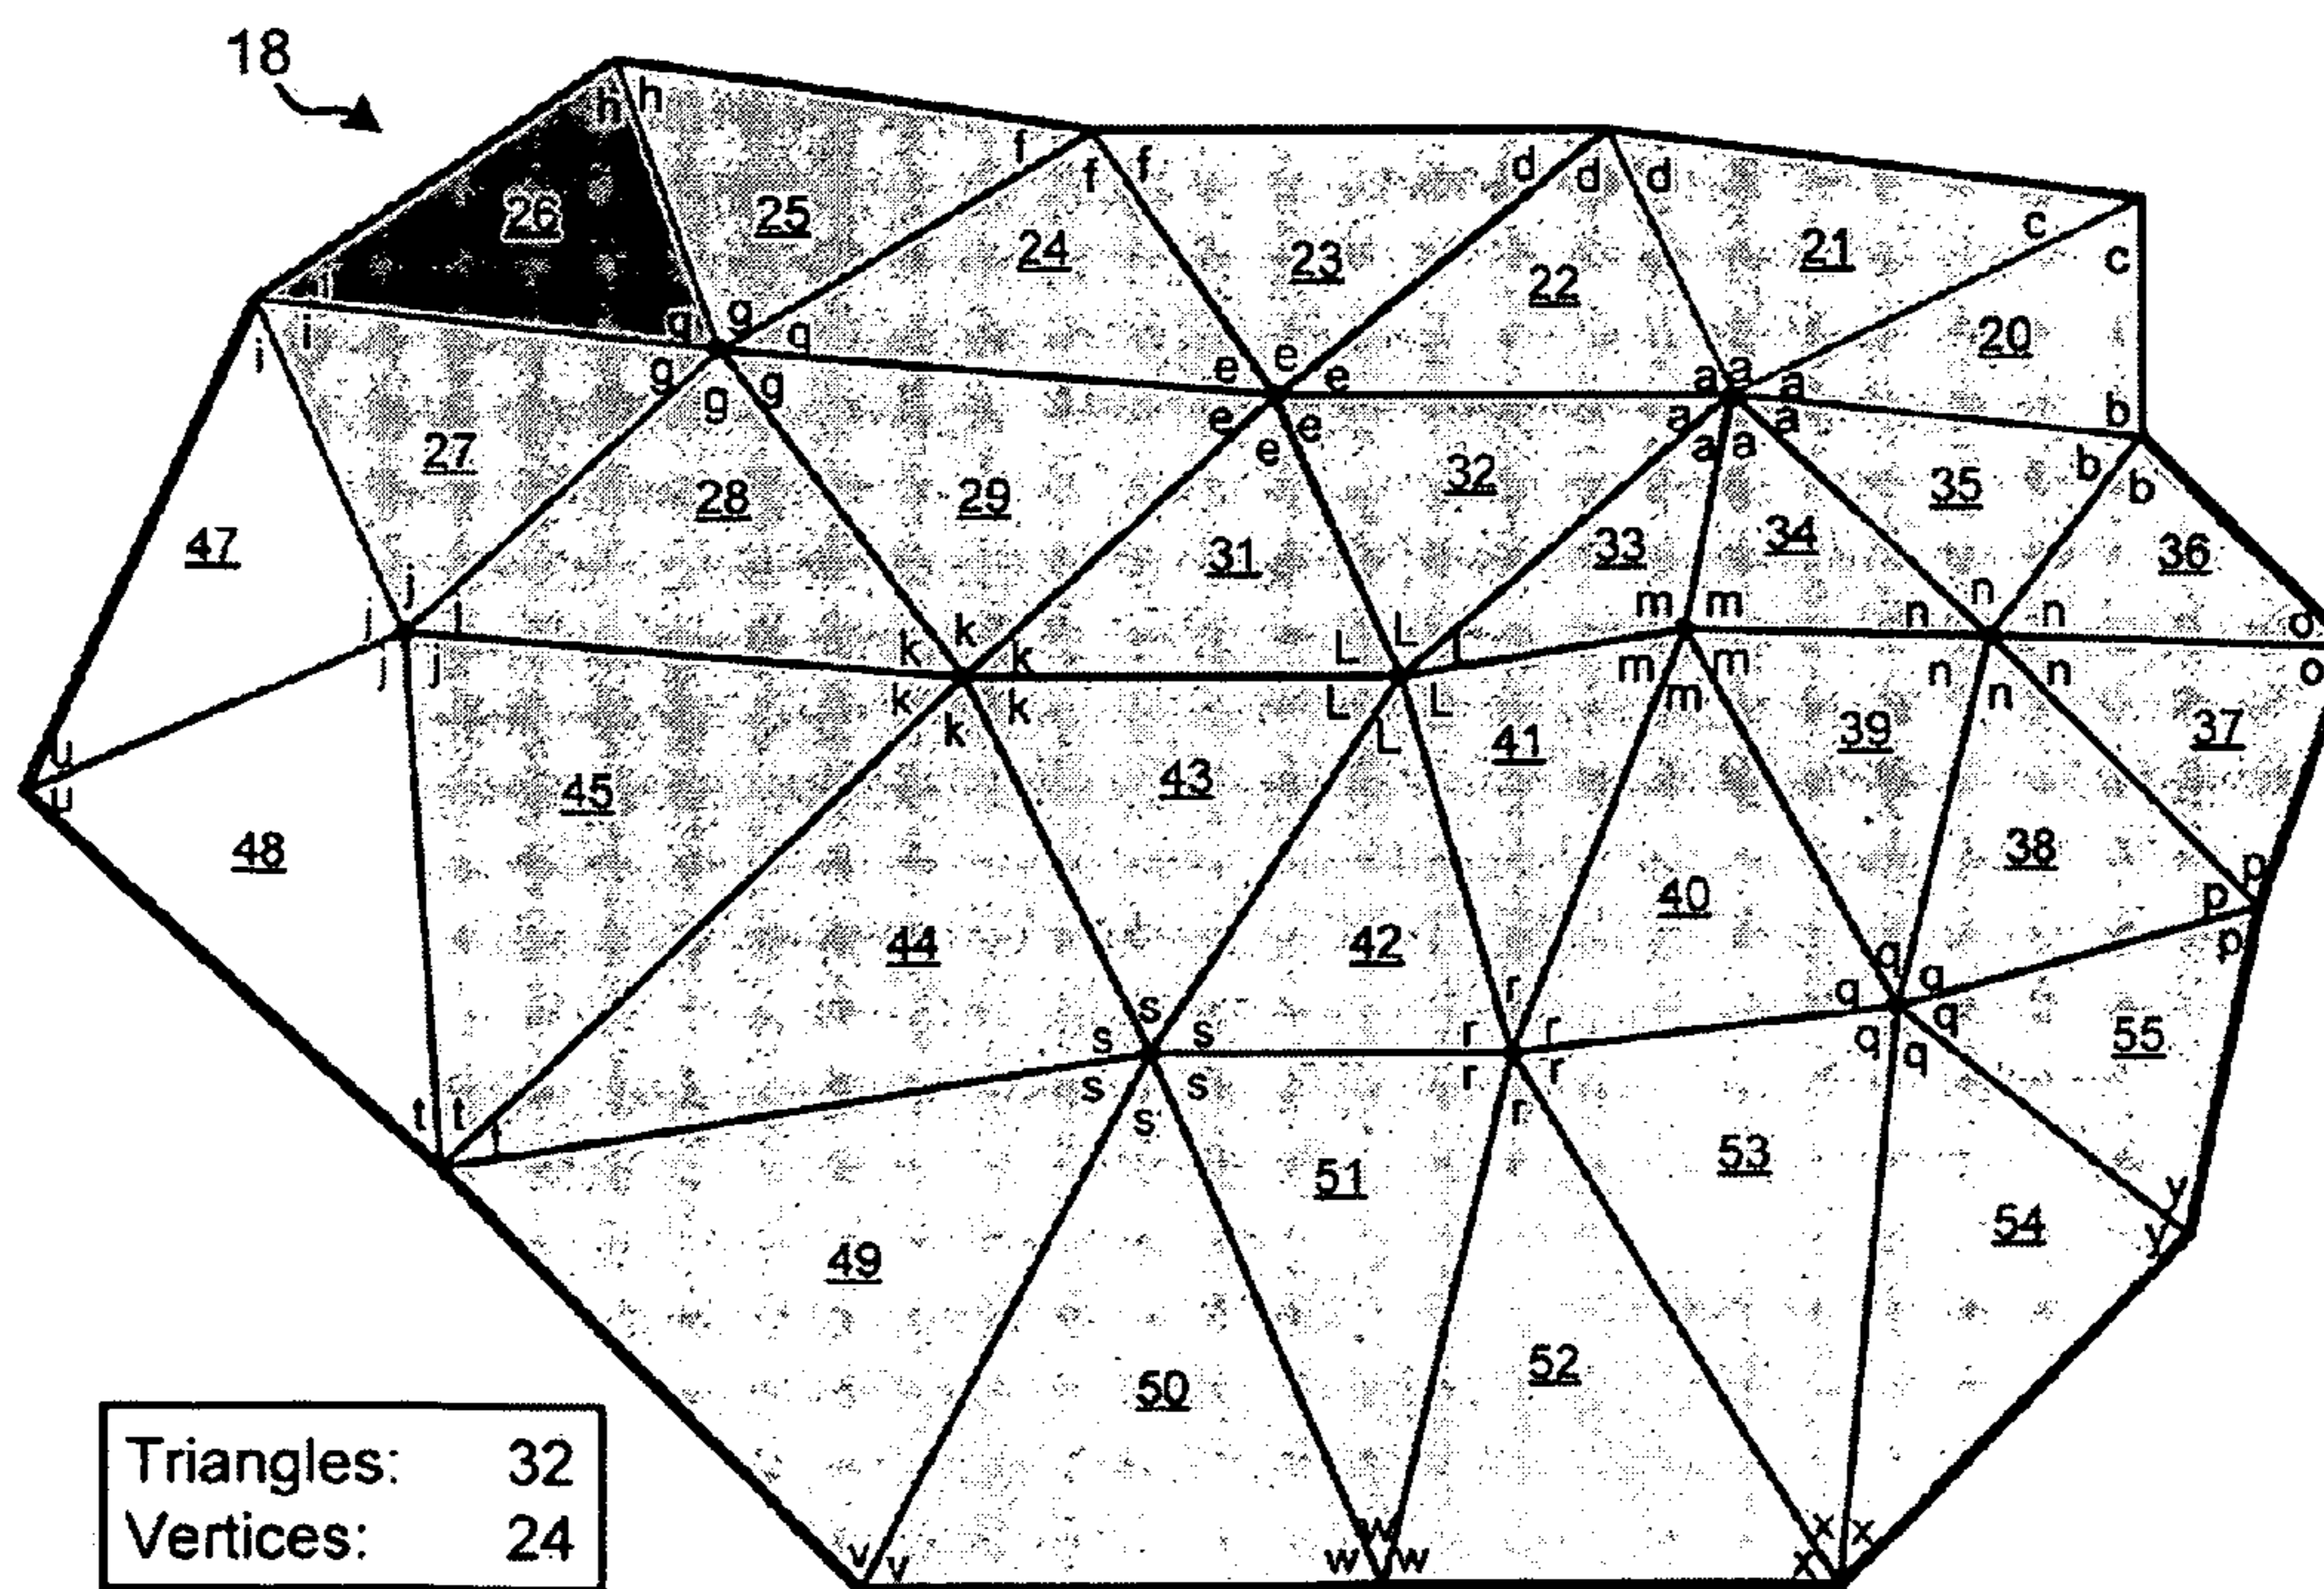 18
h h
f f f
d d d
26 25
c c
24 23 22 21
20
i i i
g g g g
e e e e e e
a a a a a a a
b b b
27 28 29 31 32 33 34 35 36
47
j j j j
k k k k k k
L L L L L
m m m m m
n n n n n n
o o
u u
45 43 41 39 37
48 44 42 40 38
p p p
q q q q q q
s s s s s s
r r r r r r
55
t t
49 51 53 54
y y
50 52
Triangles: 32
Vertices: 24
v v
w w w
x x x